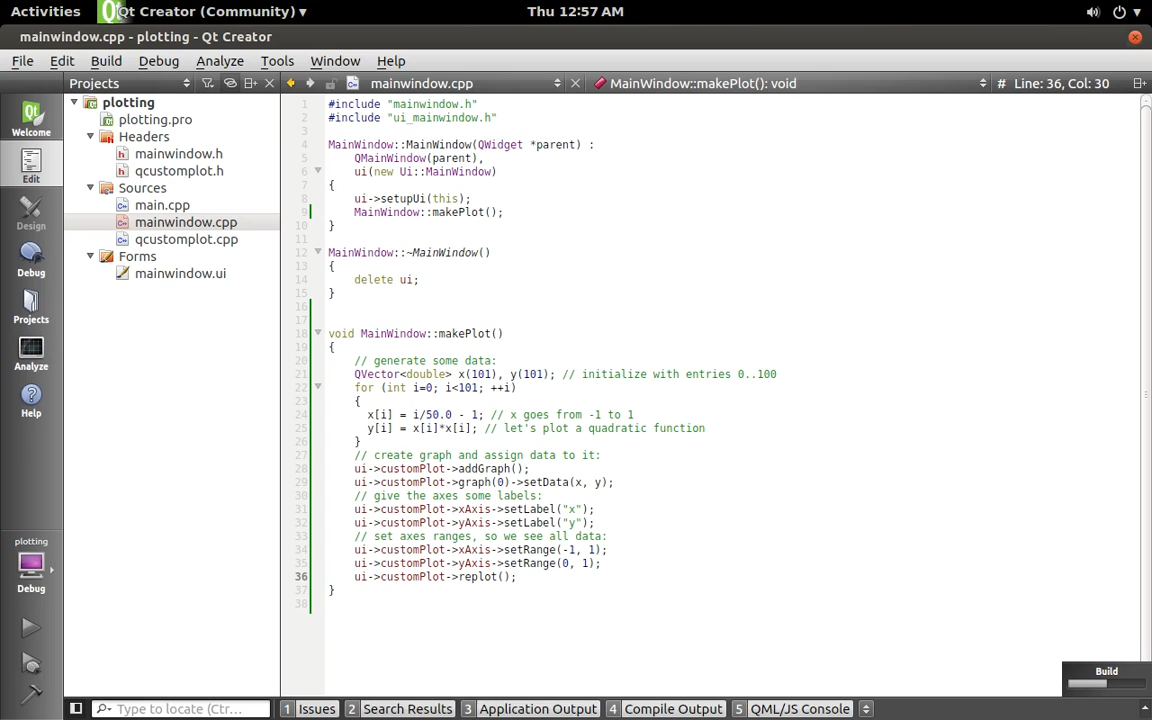 Activities Qt Creator (Community) ▾ Thu 12:57 AM
mainwindow.cpp - plotting - Qt Creator
File Edit Build Debug Analyze Tools Window Help
Projects mainwindow.cpp MainWindow::makePlot(): void # Line: 36, Col: 30
Welcome
Edit
Design
Debug
Projects
Analyze
Help
plotting
Debug
plotting
plotting.pro
Headers
mainwindow.h
qcustomplot.h
Sources
main.cpp
mainwindow.cpp
qcustomplot.cpp
Forms
mainwindow.ui
1 #include "mainwindow.h"
2 #include "ui_mainwindow.h"
3
4 MainWindow::MainWindow(QWidget *parent) :
5 QMainWindow(parent),
6 ui(new Ui::MainWindow)
7 {
8 ui->setupUi(this);
9 MainWindow::makePlot();
10 }
11
12 MainWindow::~MainWindow()
13 {
14 delete ui;
15 }
16
17
18 void MainWindow::makePlot()
19 {
20 // generate some data:
21 QVector<double> x(101), y(101); // initialize with entries 0..100
22 for (int i=0; i<101; ++i)
23 {
24 x[i] = i/50.0 - 1; // x goes from -1 to 1
25 y[i] = x[i]*x[i]; // let's plot a quadratic function
26 }
27 // create graph and assign data to it:
28 ui->customPlot->addGraph();
29 ui->customPlot->graph(0)->setData(x, y);
30 // give the axes some labels:
31 ui->customPlot->xAxis->setLabel("x");
32 ui->customPlot->yAxis->setLabel("y");
33 // set axes ranges, so we see all data:
34 ui->customPlot->xAxis->setRange(-1, 1);
35 ui->customPlot->yAxis->setRange(0, 1);
36 ui->customPlot->replot();
37 }
38
Build
Type to locate (Ctr... 1 Issues 2 Search Results 3 Application Output 4 Compile Output 5 QML/JS Console